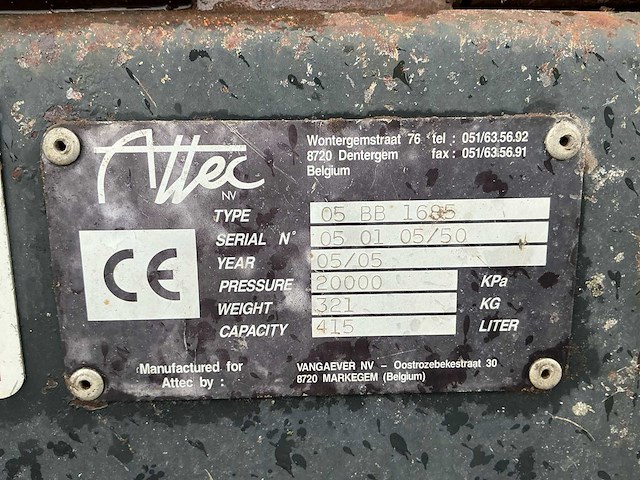 Attec NV
Wontergemstraat 76 tel : 051/63.56.92
8720 Dentergem fax : 051/63.56.91
Belgium
CE
TYPE 05 BB 1685
SERIAL N° 05 01 05/50
YEAR 05/05
PRESSURE 20000 KPa
WEIGHT 321 KG
CAPACITY 415 LITER
Manufactured for VANGAEVER NV – Oostrozebekestraat 30
Attec by : 8720 MARKEGEM (Belgium)